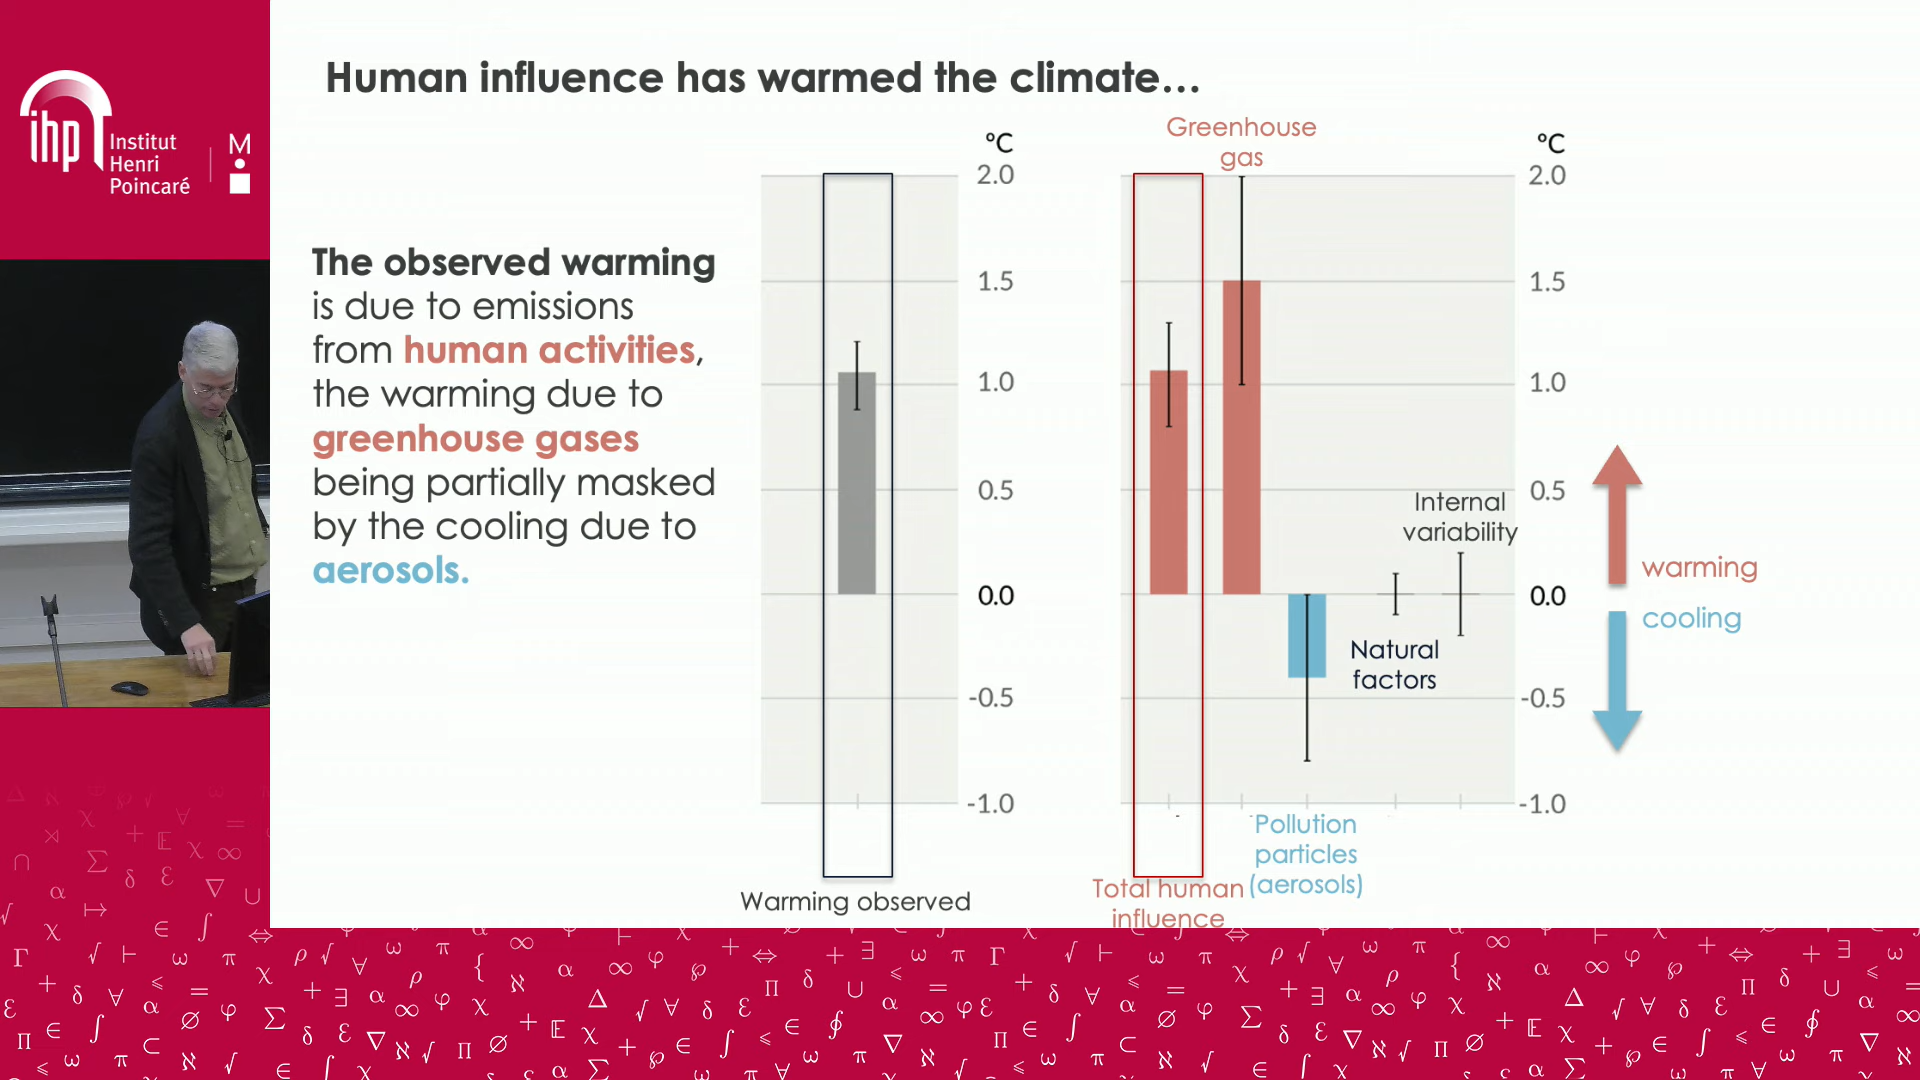 ihp
Institut
Henri
Poincaré
M
Human influence has warmed the climate...
The observed warming
is due to emissions
from human activities,
the warming due to
greenhouse gases
being partially masked
by the cooling due to
aerosols.
°C
2.0
1.5
1.0
0.5
0.0
-0.5
-1.0
Warming observed
Greenhouse
gas
°C
2.0
1.5
1.0
0.5
0.0
-0.5
-1.0
Internal
variability
Natural
factors
Pollution
particles
(aerosols)
Total human
influence
warming
cooling